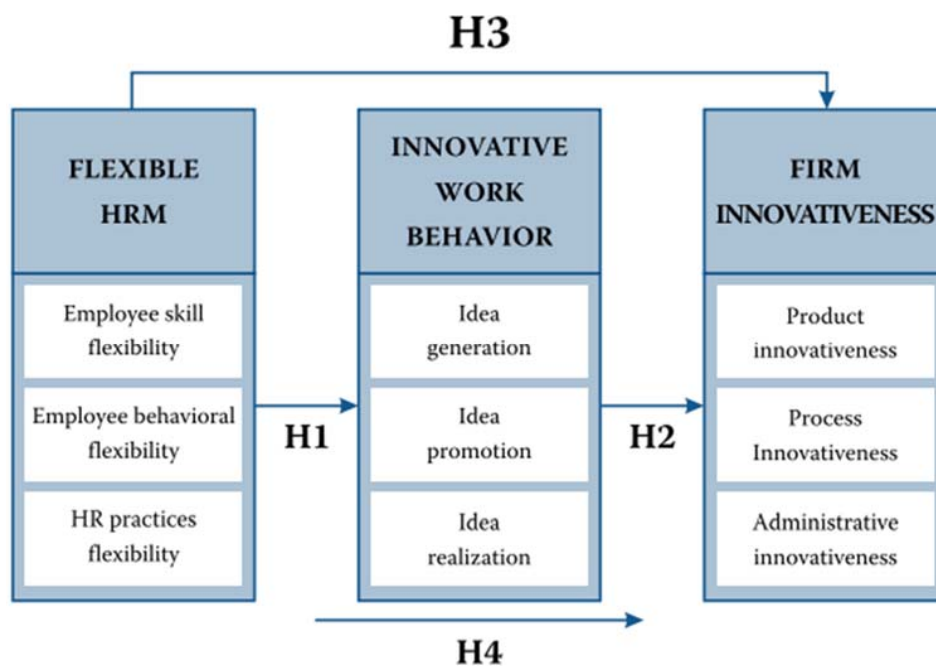 H3
FLEXIBLE
HRM
Employee skill
flexibility
Employee behavioral
flexibility
HR practices
flexibility
H1
INNOVATIVE
WORK
BEHAVIOR
Idea
generation
Idea
promotion
Idea
realization
H2
FIRM
INNOVATIVENESS
Product
innovativeness
Process
Innovativeness
Administrative
innovativeness
H4